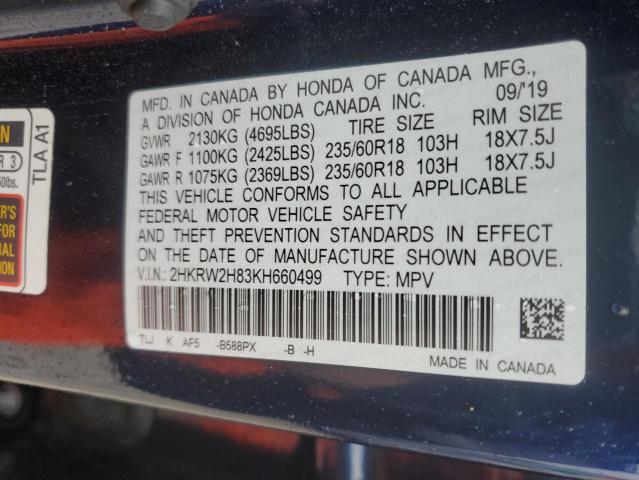 MFD. IN CANADA BY HONDA OF CANADA MFG.,
A DIVISION OF HONDA CANADA INC. 09/'19
GVWR 2130KG (4695LBS) TIRE SIZE RIM SIZE
GAWR F 1100KG (2425LBS) 235/60R18 103H 18X7.5J
GAWR R 1075KG (2369LBS) 235/60R18 103H 18X7.5J
THIS VEHICLE CONFORMS TO ALL APPLICABLE
FEDERAL MOTOR VEHICLE SAFETY
AND THEFT PREVENTION STANDARDS IN EFFECT
ON THE DATE OF MANUFACTURE SHOWN ABOVE.
V.I.N.: 2HKRW2H83KH660499 TYPE: MPV
TLJ K AF5 -B588PX -B -H
MADE IN CANADA
TLA A1
R 3
0lbs.
FOR